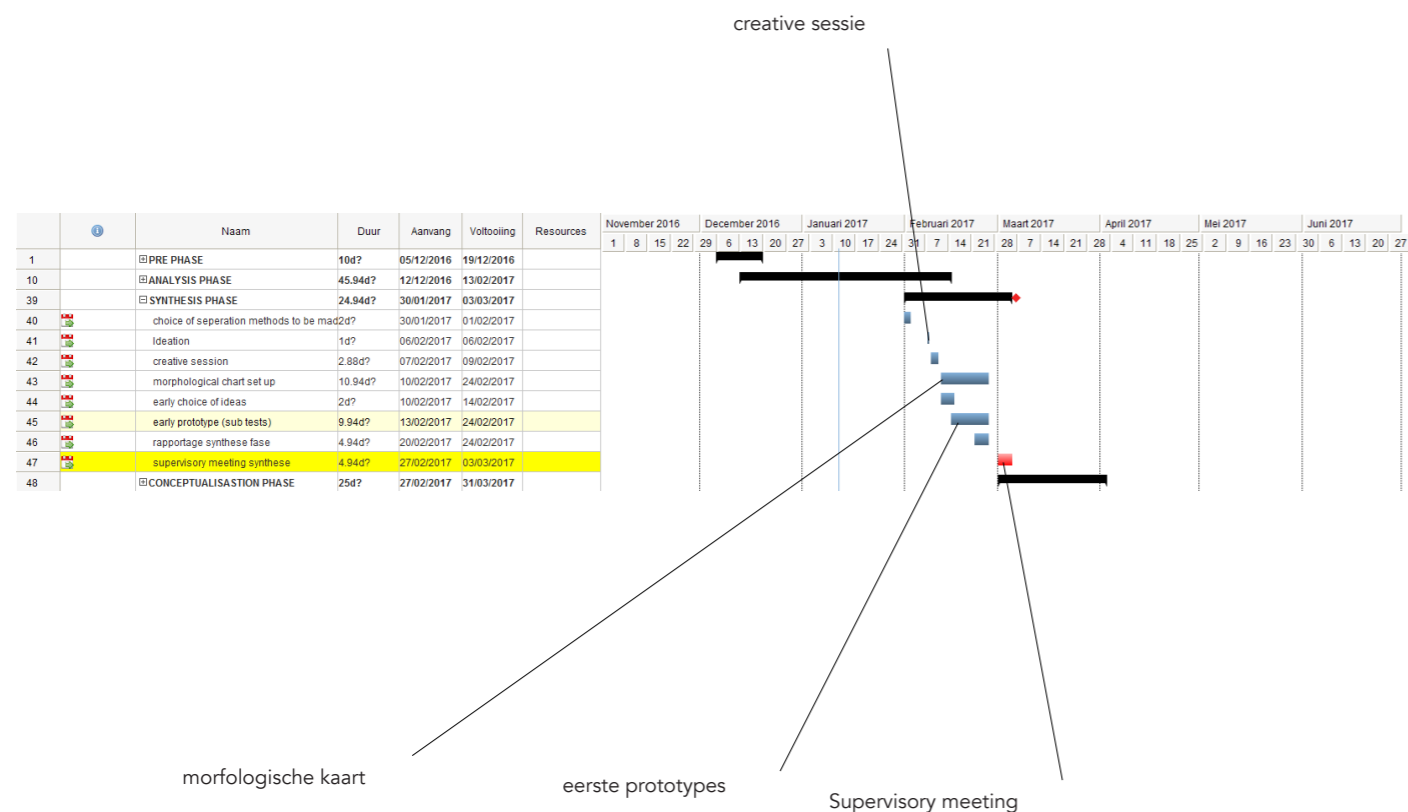 creative sessie
Naam Duur Aanvang Voltooiing Resources
November 2016 December 2016 Januari 2017 Februari 2017 Maart 2017 April 2017 Mei 2017 Juni 2017
1 8 15 22 29 6 13 20 27 3 10 17 24 31 7 14 21 28 7 14 21 28 4 11 18 25 2 9 16 23 30 6 13 20 27
1 PRE PHASE 10d? 05/12/2016 19/12/2016
10 ANALYSIS PHASE 45.94d? 12/12/2016 13/02/2017
39 SYNTHESIS PHASE 24.94d? 30/01/2017 03/03/2017
40 choice of seperation methods to be mad 2d? 30/01/2017 01/02/2017
41 Ideation 1d? 06/02/2017 06/02/2017
42 creative session 2.88d? 07/02/2017 09/02/2017
43 morphological chart set up 10.94d? 10/02/2017 24/02/2017
44 early choice of ideas 2d? 10/02/2017 14/02/2017
45 early prototype (sub tests) 9.94d? 13/02/2017 24/02/2017
46 rapportage synthese fase 4.94d? 20/02/2017 24/02/2017
47 supervisory meeting synthese 4.94d? 27/02/2017 03/03/2017
48 CONCEPTUALISASTION PHASE 25d? 27/02/2017 31/03/2017
morfologische kaart
eerste prototypes
Supervisory meeting